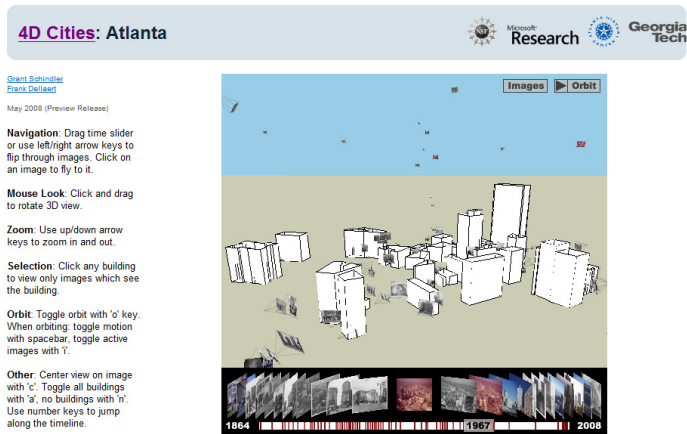 4D Cities: Atlanta
NSF
Microsoft
Research
ATLANTA HISTORY CENTER
Georgia
Tech
Grant Schindler
Frank Dellaert
May 2008 (Preview Release)
Navigation: Drag time slider
or use left/right arrow keys to
flip through images. Click on
an image to fly to it.
Mouse Look: Click and drag
to rotate 3D view.
Zoom: Use up/down arrow
keys to zoom in and out.
Selection: Click any building
to view only images which see
the building.
Orbit: Toggle orbit with 'o' key.
When orbiting: toggle motion
with spacebar, toggle active
images with 'i'.
Other: Center view on image
with 'c'. Toggle all buildings
with 'a', no buildings with 'n'.
Use number keys to jump
along the timeline.
Images
Orbit
1864
1967
2008